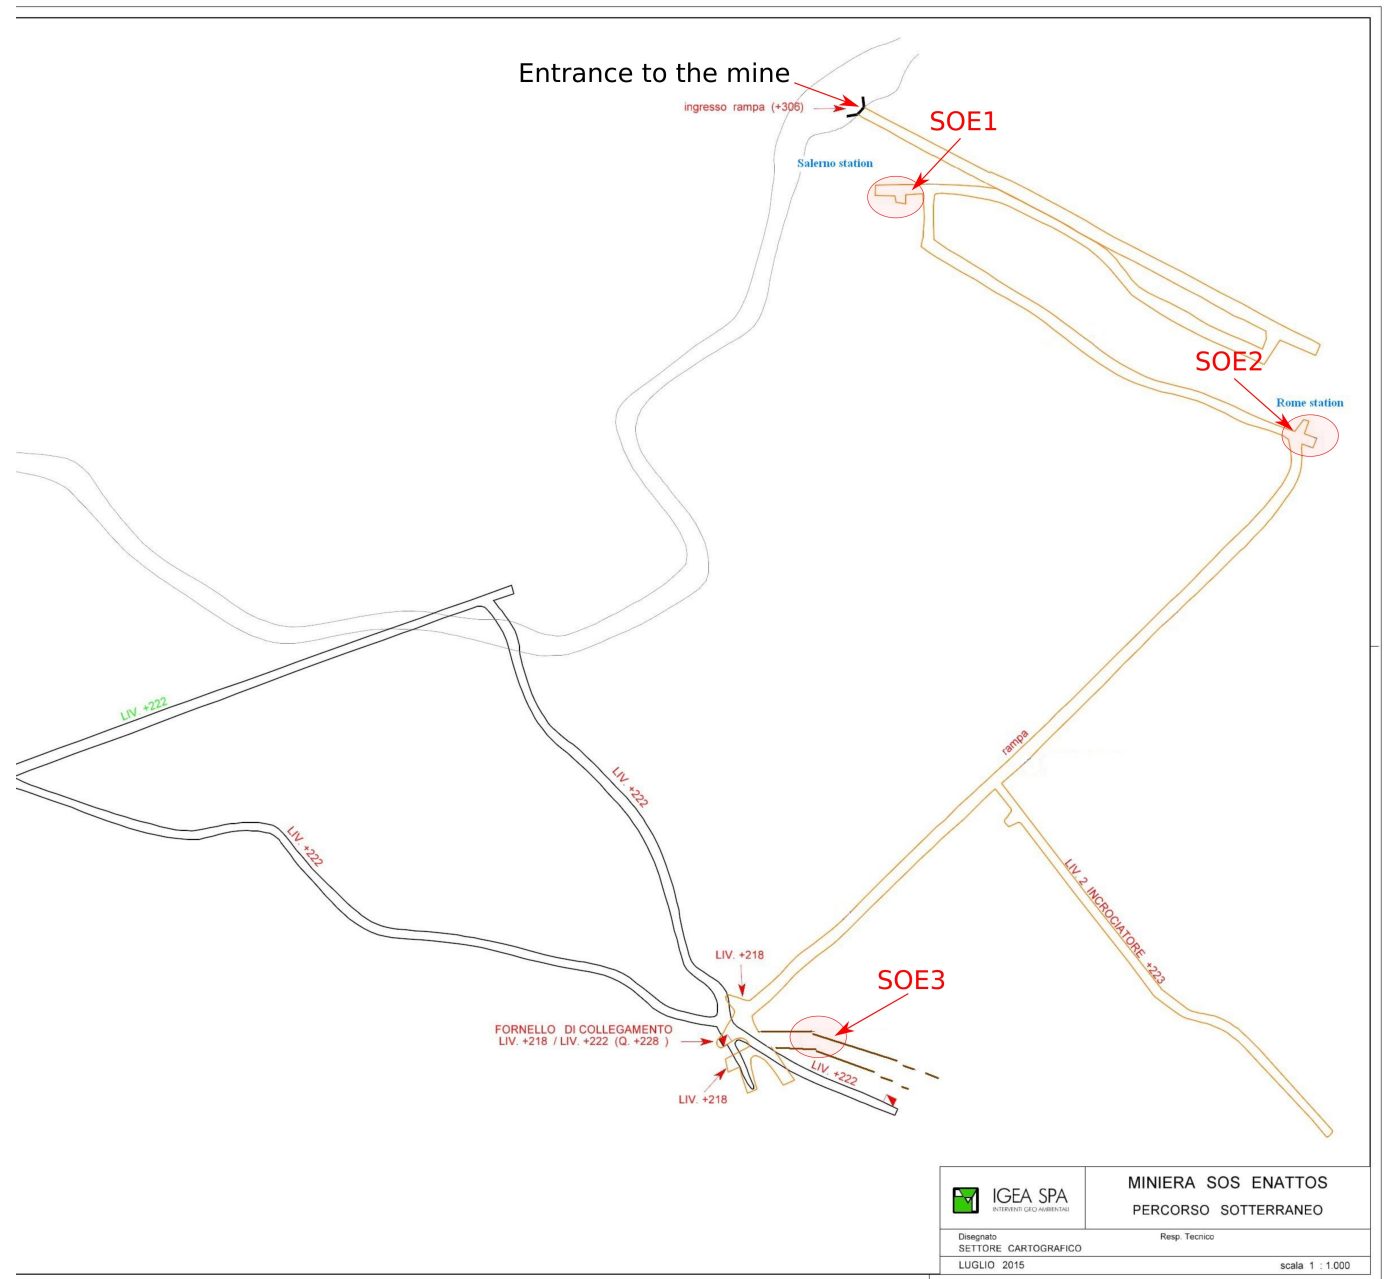 Entrance to the mine
ingresso rampa (+306)
SOE1
Salerno station
SOE2
Rome station
LIV. +222
rampa
LIV. +222
LIV. +222
LIV. 2 INCROCIATORE +223
LIV. +218
SOE3
FORNELLO DI COLLEGAMENTO
LIV. +218 / LIV. +222 (Q. +228 )
LIV. +222
LIV. +218
IGEA SPA
INTERVENTI GEO AMBIENTALI
MINIERA SOS ENATTOS
PERCORSO SOTTERRANEO
Disegnato
SETTORE CARTOGRAFICO
Resp. Tecnico
LUGLIO 2015
scala 1 : 1.000